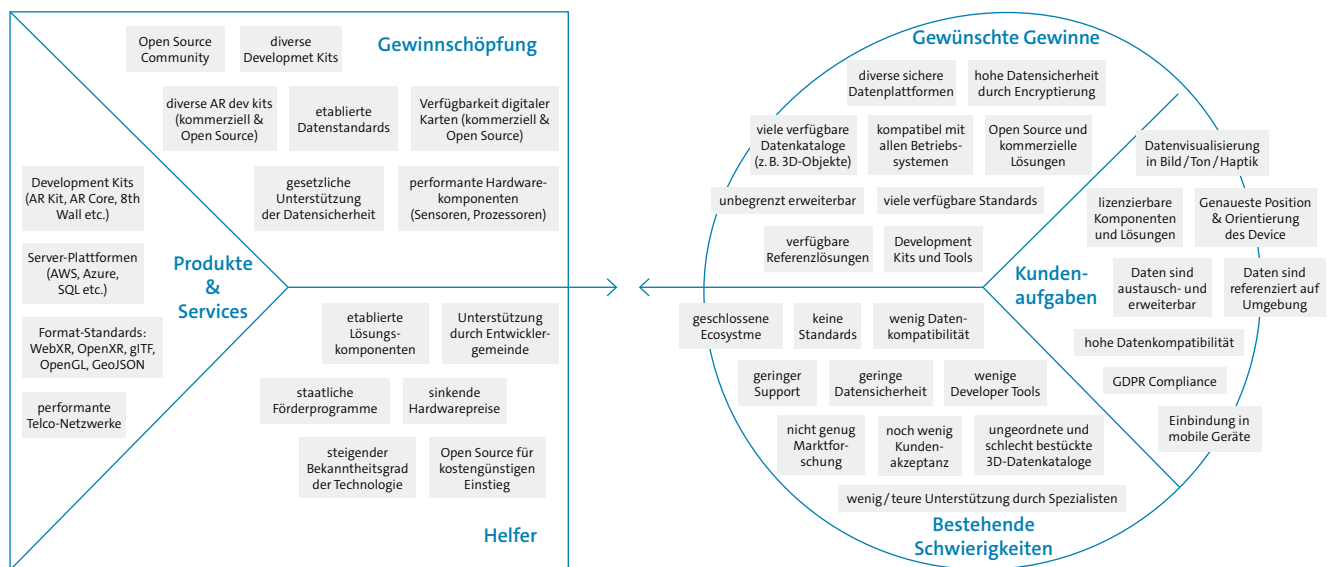 Gewinnschöpfung
Open Source
Community
diverse
Developmet Kits
diverse AR dev kits
(kommerziell &
Open Source)
etablierte
Datenstandards
Verfügbarkeit digitaler
Karten (kommerziell &
Open Source)
gesetzliche
Unterstützung
der Datensicherheit
performante Hardware-
komponenten
(Sensoren, Prozessoren)
Produkte
&
Services
Development Kits
(AR Kit, AR Core, 8th
Wall etc.)
Server-Plattformen
(AWS, Azure,
SQL etc.)
Format-Standards:
WebXR, OpenXR, glTF,
OpenGL, GeoJSON
performante
Telco-Netzwerke
etablierte
Lösungs-
komponenten
Unterstützung
durch Entwickler-
gemeinde
staatliche
Förderprogramme
sinkende
Hardwarepreise
steigender
Bekanntheitsgrad
der Technologie
Open Source für
kostengünstigen
Einstieg
Helfer
Gewünschte Gewinne
diverse sichere
Datenplattformen
hohe Datensicherheit
durch Encryptierung
viele verfügbare
Datenkataloge
(z. B. 3D-Objekte)
kompatibel mit
allen Betriebs-
systemen
Open Source und
kommerzielle
Lösungen
unbegrenzt erweiterbar
viele verfügbare Standards
verfügbare
Referenzlösungen
Development
Kits und Tools
Kunden-
aufgaben
Datenvisualisierung
in Bild / Ton / Haptik
lizenzierbare
Komponenten
und Lösungen
Genaueste Position
& Orientierung
des Device
Daten sind
austausch- und
erweiterbar
Daten sind
referenziert auf
Umgebung
hohe Datenkompatibilität
GDPR Compliance
Einbindung in
mobile Geräte
geschlossene
Ecosystme
keine
Standards
wenig Daten-
kompatibilität
geringer
Support
geringe
Datensicherheit
wenige
Developer Tools
nicht genug
Marktfor-
schung
noch wenig
Kunden-
akzeptanz
ungeordnete und
schlecht bestückte
3D-Datenkataloge
wenig / teure Unterstützung durch Spezialisten
Bestehende
Schwierigkeiten